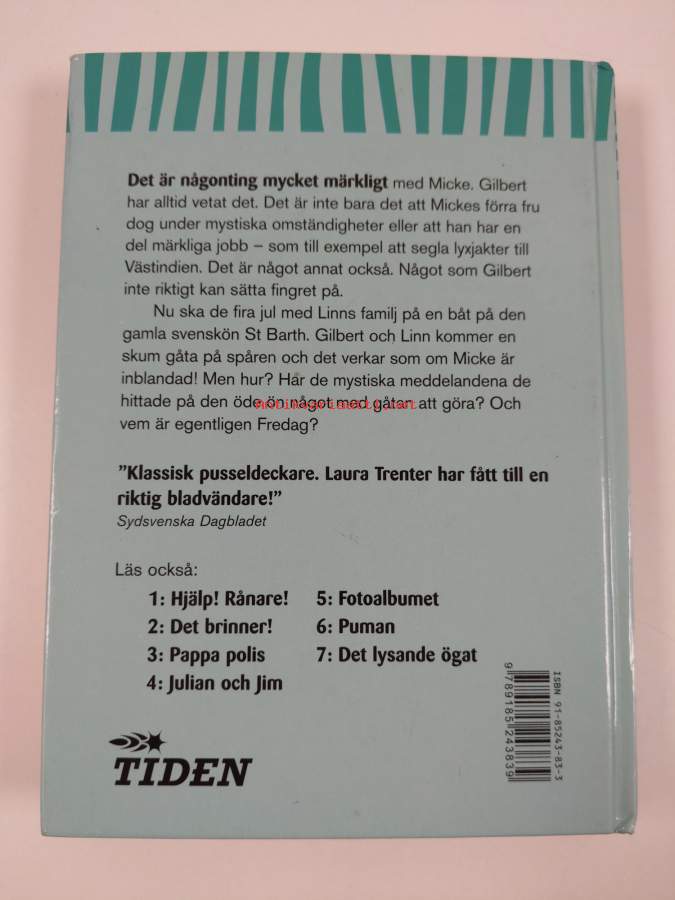 Det är någonting mycket märkligt med Micke. Gilbert
har alltid vetat det. Det är inte bara det att Mickes förra fru
dog under mystiska omständigheter eller att han har en
del märkliga jobb – som till exempel att segla lyxjakter till
Västindien. Det är något annat också. Något som Gilbert
inte riktigt kan sätta fingret på.
Nu ska de fira jul med Linns familj på en båt på den
gamla svenskön St Barth. Gilbert och Linn kommer en
skum gåta på spåren och det verkar som om Micke är
inblandad! Men hur? Har de mystiska meddelandena de
hittade på den öde ön något med gåtan att göra? Och
Antikvariaatti.net
vem är egentligen Fredag?
”Klassisk pusseldeckare. Laura Trenter har fått till en
riktig bladvändare!”
Sydsvenska Dagbladet
Läs också:
1: Hjälp! Rånare!
2: Det brinner!
3: Pappa polis
4: Julian och Jim
5: Fotoalbumet
6: Puman
7: Det lysande ögat
TIDEN
ISBN 91-85243-83-3
9789185243839